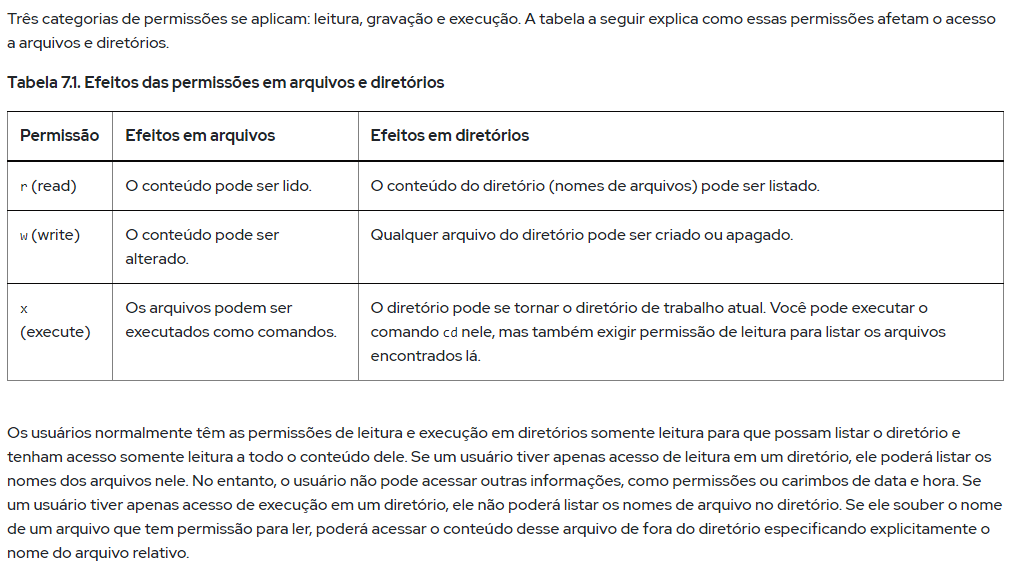 Três categorias de permissões se aplicam: leitura, gravação e execução. A tabela a seguir explica como essas permissões afetam o acesso
a arquivos e diretórios.
Tabela 7.1. Efeitos das permissões em arquivos e diretórios
Permissão Efeitos em arquivos Efeitos em diretórios
r (read) O conteúdo pode ser lido. O conteúdo do diretório (nomes de arquivos) pode ser listado.
w (write) O conteúdo pode ser Qualquer arquivo do diretório pode ser criado ou apagado.
alterado.
x Os arquivos podem ser O diretório pode se tornar o diretório de trabalho atual. Você pode executar o
(execute) executados como comandos. comando cd nele, mas também exigir permissão de leitura para listar os arquivos
encontrados lá.
Os usuários normalmente têm as permissões de leitura e execução em diretórios somente leitura para que possam listar o diretório e
tenham acesso somente leitura a todo o conteúdo dele. Se um usuário tiver apenas acesso de leitura em um diretório, ele poderá listar os
nomes dos arquivos nele. No entanto, o usuário não pode acessar outras informações, como permissões ou carimbos de data e hora. Se
um usuário tiver apenas acesso de execução em um diretório, ele não poderá listar os nomes de arquivo no diretório. Se ele souber o nome
de um arquivo que tem permissão para ler, poderá acessar o conteúdo desse arquivo de fora do diretório especificando explicitamente o
nome do arquivo relativo.